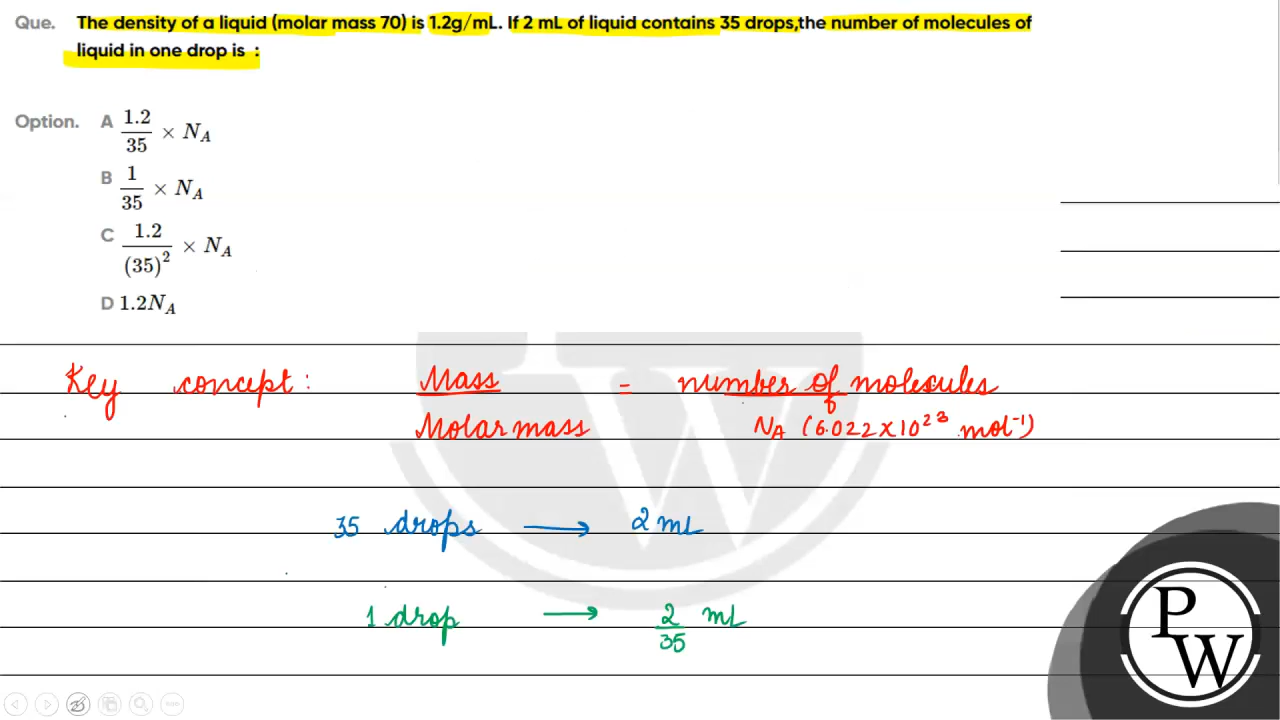 Que. The density of a liquid (molar mass 70) is 1.2g/mL. If 2 mL of liquid contains 35 drops,the number of molecules of
liquid in one drop is :
Option. A 1.2/35 × N_A
B 1/35 × N_A
C 1.2/(35)² × N_A
D 1.2N_A
Key concept: Mass/Molar mass = number of molecules/N_A (6.022×10²³ mol⁻¹)
35 drops → 2 mL
1 drop → 2/35 mL
PW